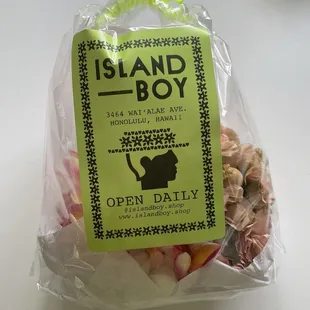 ISLAND
BOY
3464 WAI'ALAE AVE.
HONOLULU, HAWAII
OPEN DAILY
@islandboy.shop
www.islandboy.shop